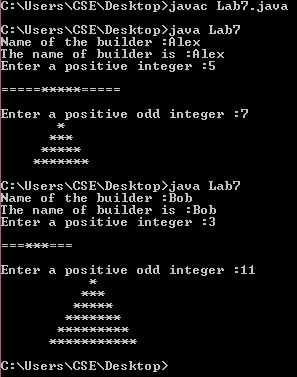 C:\Users\CSE\Desktop>javac Lab7.java
C:\Users\CSE\Desktop>java Lab7
Name of the builder :Alex
The name of builder is :Alex
Enter a positive integer :5
=====*****=====
Enter a positive odd integer :7
       *
      ***
     *****
    *******
C:\Users\CSE\Desktop>java Lab7
Name of the builder :Bob
The name of builder is :Bob
Enter a positive integer :3
===***===
Enter a positive odd integer :11
           *
          ***
         *****
        *******
       *********
      ***********
C:\Users\CSE\Desktop>